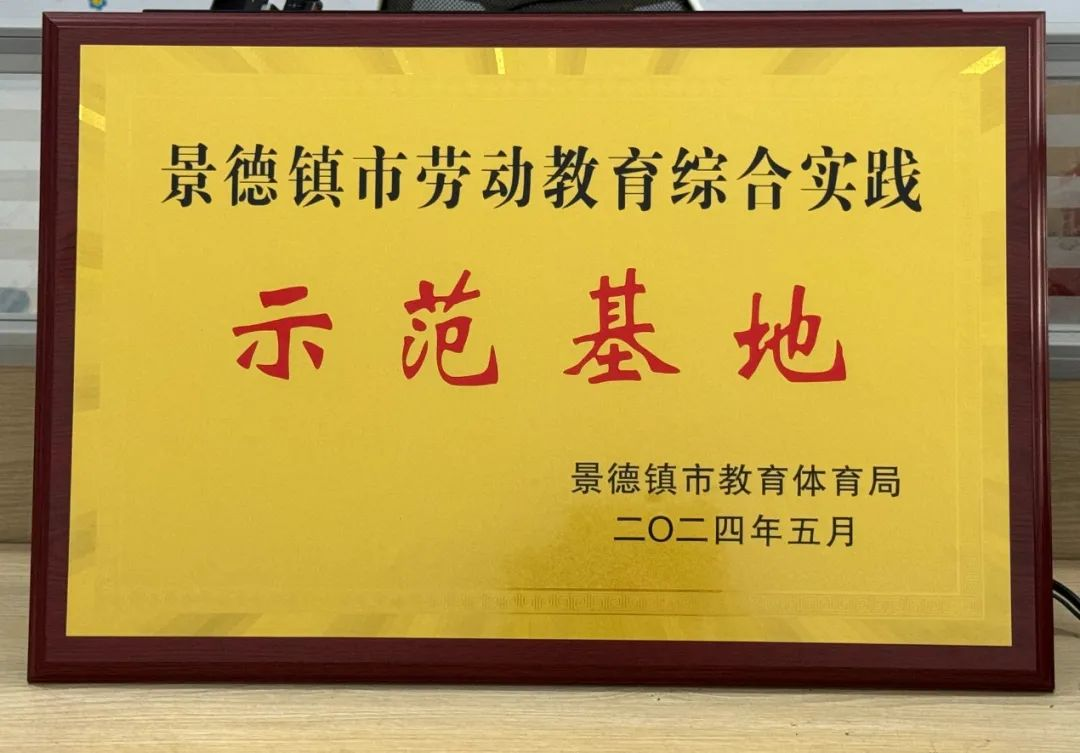 景德镇市劳动教育综合实践
示范基地
景德镇市教育体育局
二〇二四年五月